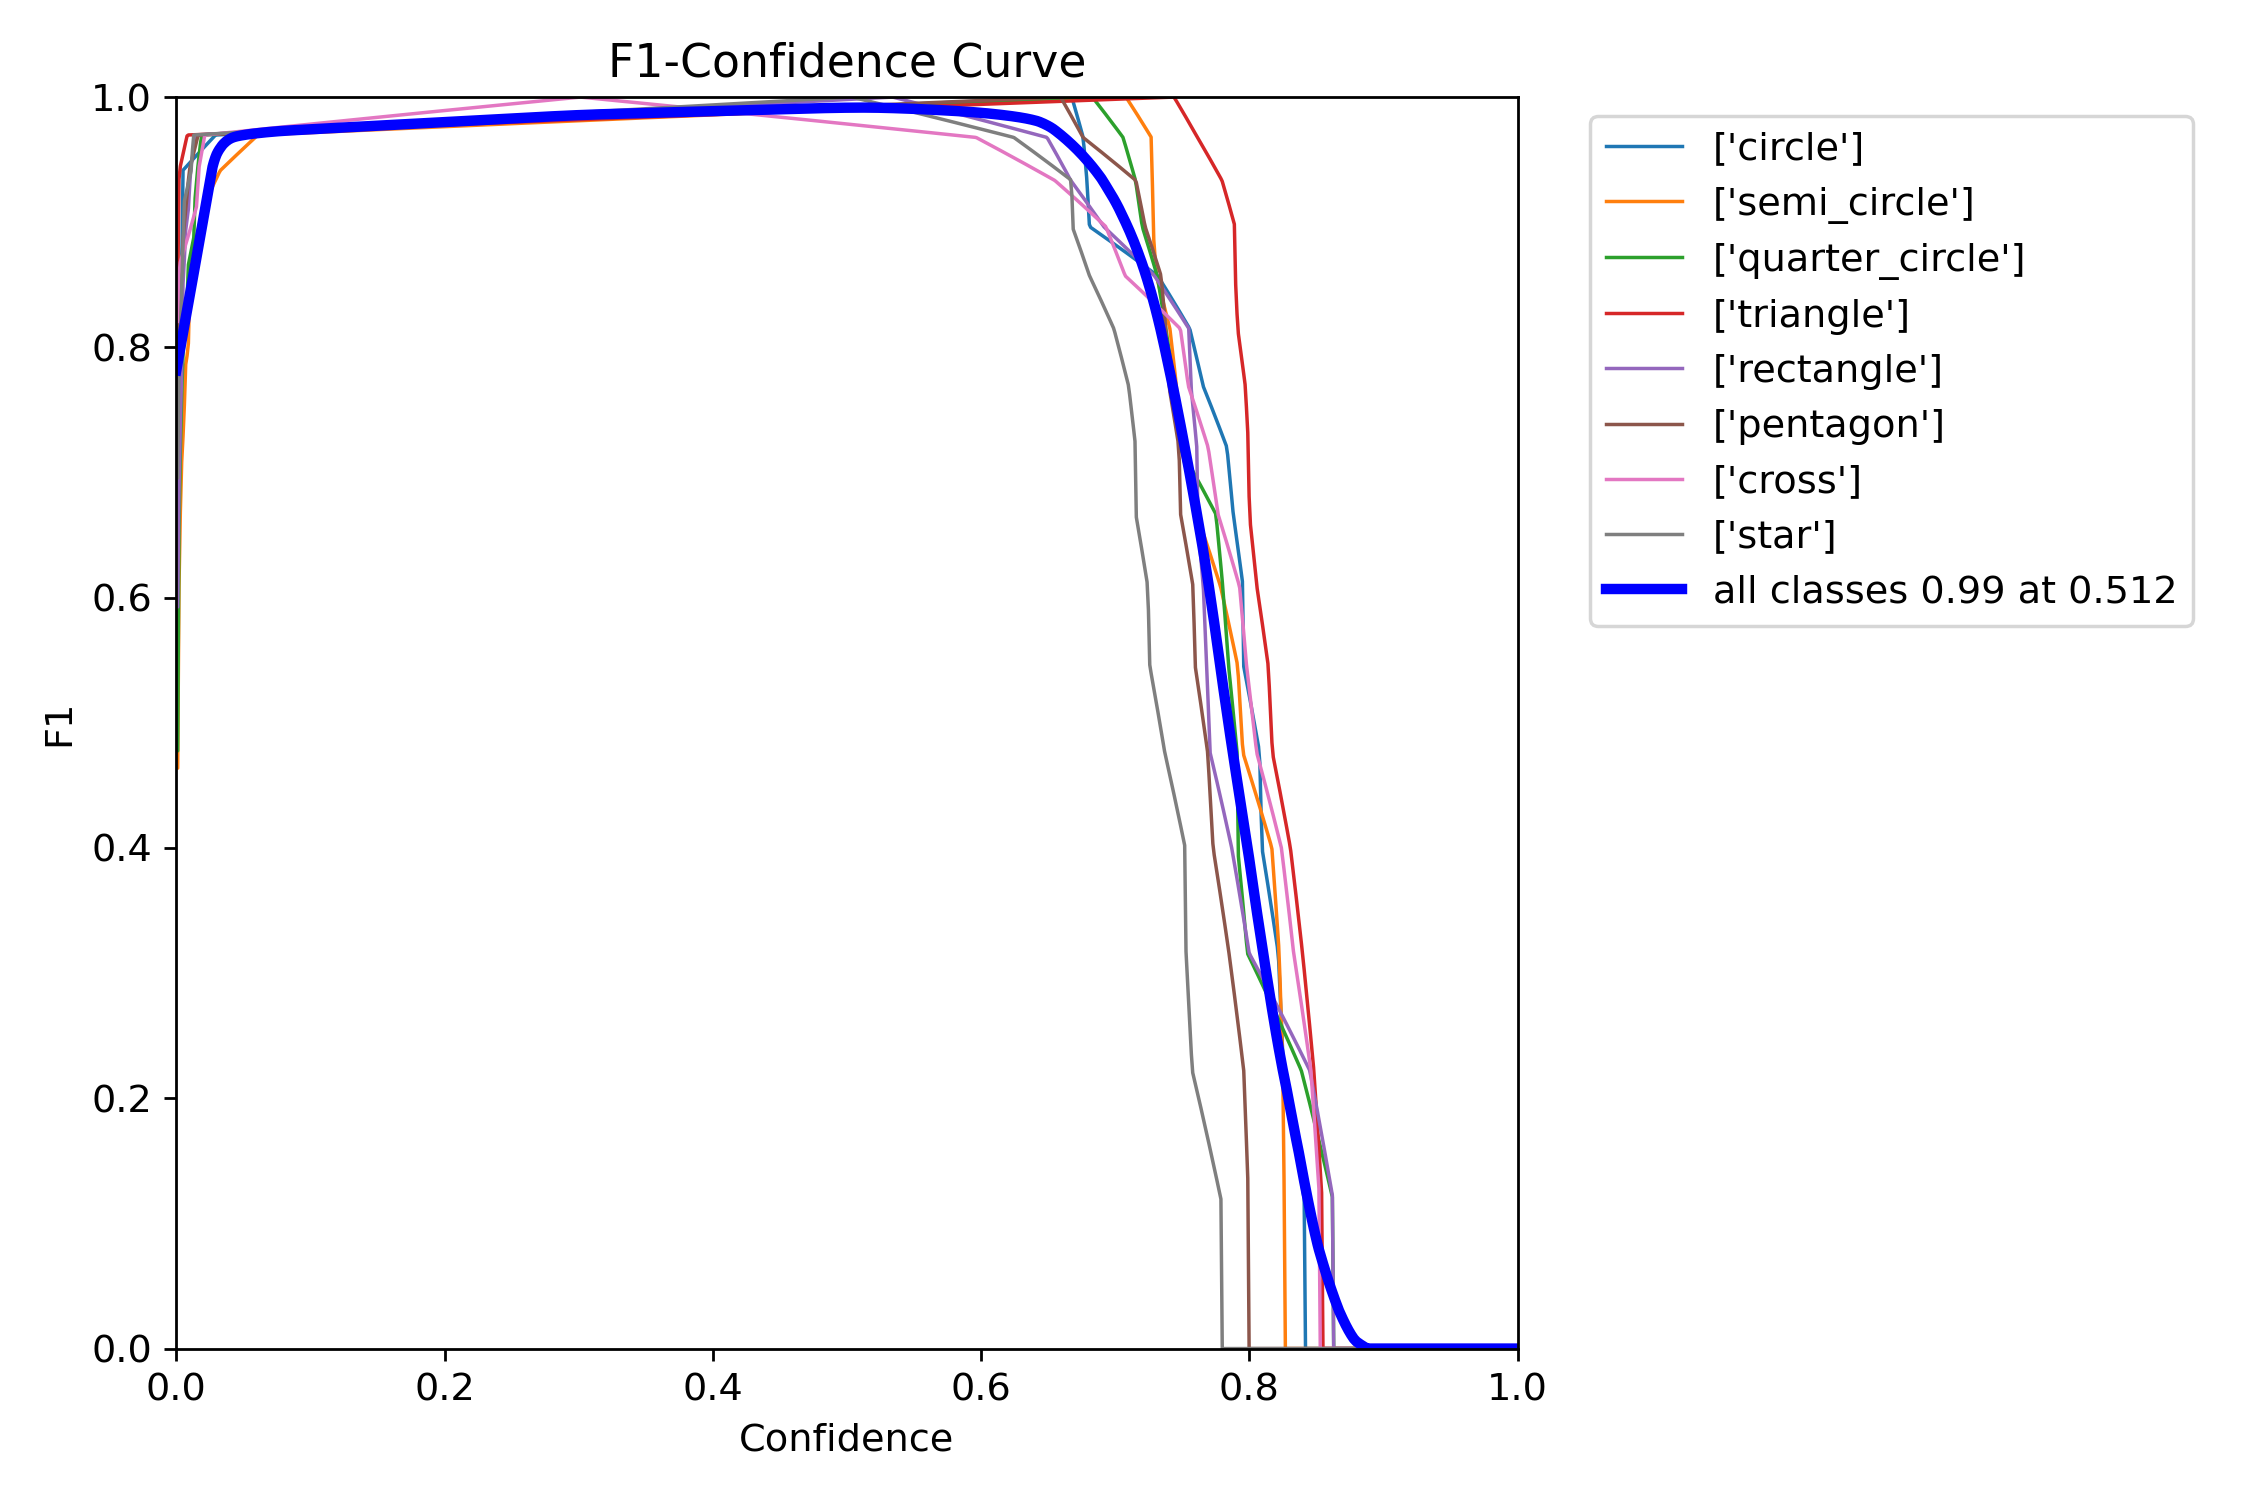 F1-Confidence Curve
1.0
0.8
0.6
0.4
0.2
0.0
F1
0.0 0.2 0.4 0.6 0.8 1.0
Confidence
['circle']
['semi_circle']
['quarter_circle']
['triangle']
['rectangle']
['pentagon']
['cross']
['star']
all classes 0.99 at 0.512